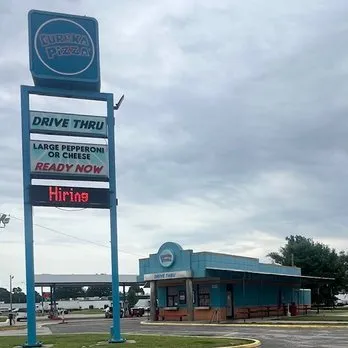 EUREKA
PIZZA
DRIVE THRU
LARGE PEPPERONI
OR CHEESE
READY NOW
Hiring
DRIVE THRU